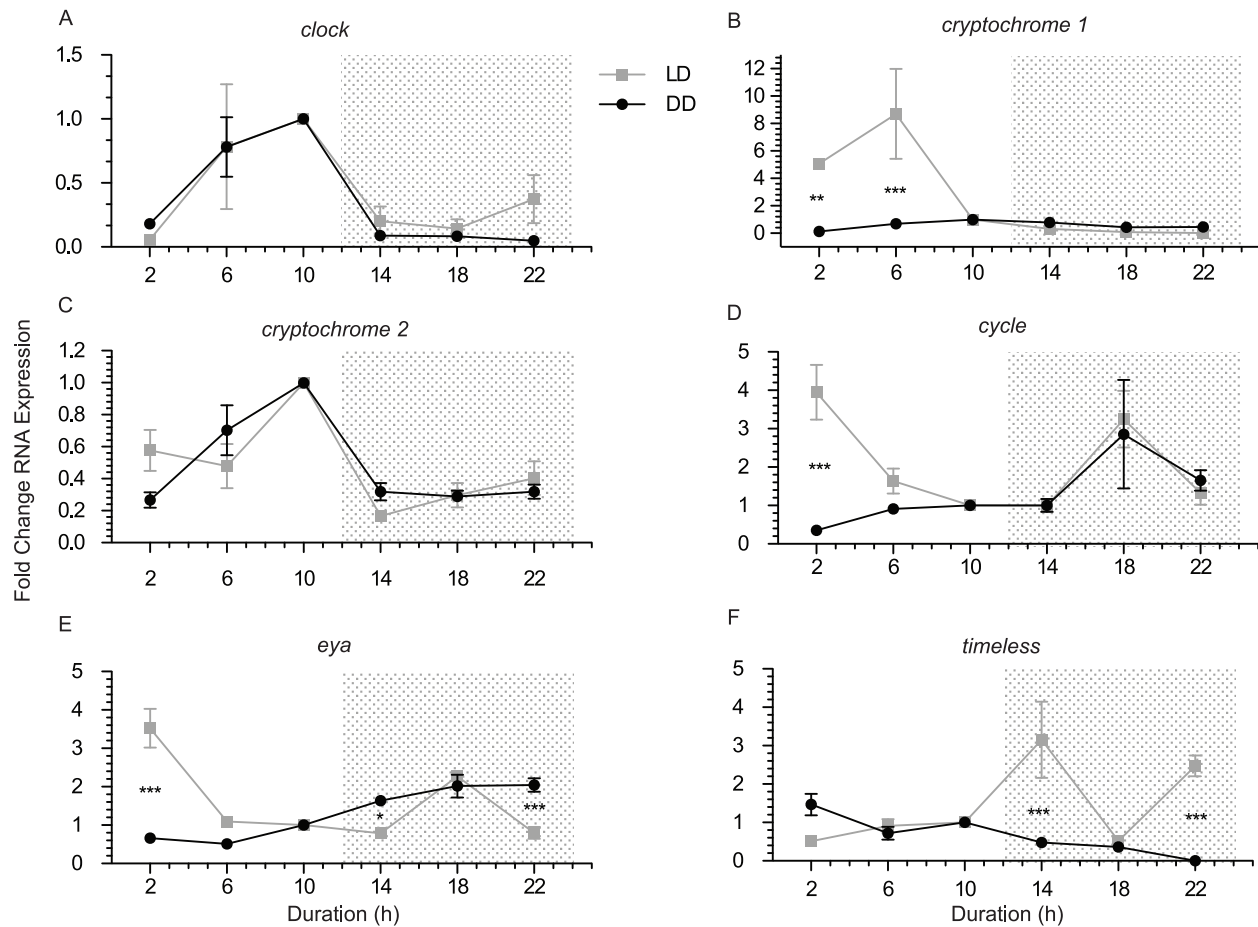 A
clock
1.5
1.0
0.5
0.0
2 6 10 14 18 22
LD
DD
B
cryptochrome 1
12
10
8
6
4
2
0
** ***
2 6 10 14 18 22
C
cryptochrome 2
1.2
1.0
0.8
0.6
0.4
0.2
0.0
2 6 10 14 18 22
D
cycle
5
4
3
2
1
0
***
2 6 10 14 18 22
Fold Change RNA Expression
E
eya
5
4
3
2
1
0
*** * ***
2 6 10 14 18 22
Duration (h)
F
timeless
5
4
3
2
1
0
*** ***
2 6 10 14 18 22
Duration (h)